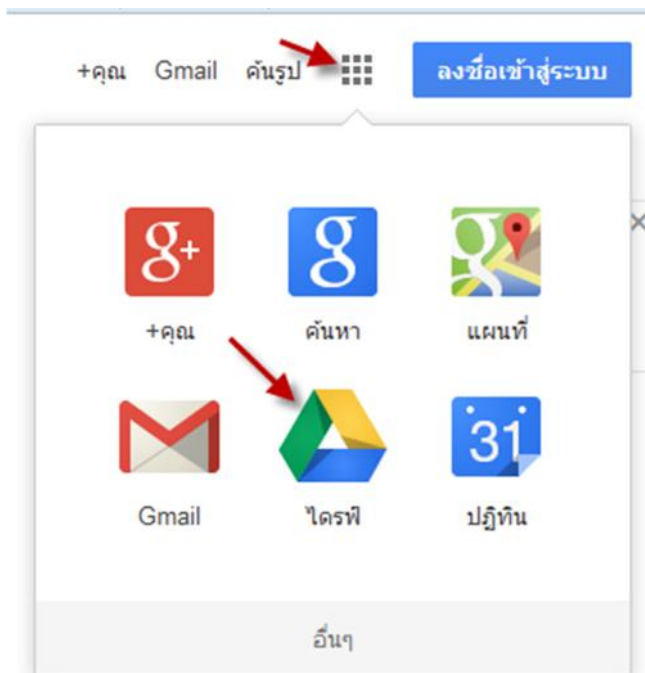 +คุณ Gmail ค้นรูป ลงชื่อเข้าสู่ระบบ
g+ g g
+คุณ ค้นหา แผนที่
31
Gmail ไดรฟ์ ปฏิทิน
อื่นๆ